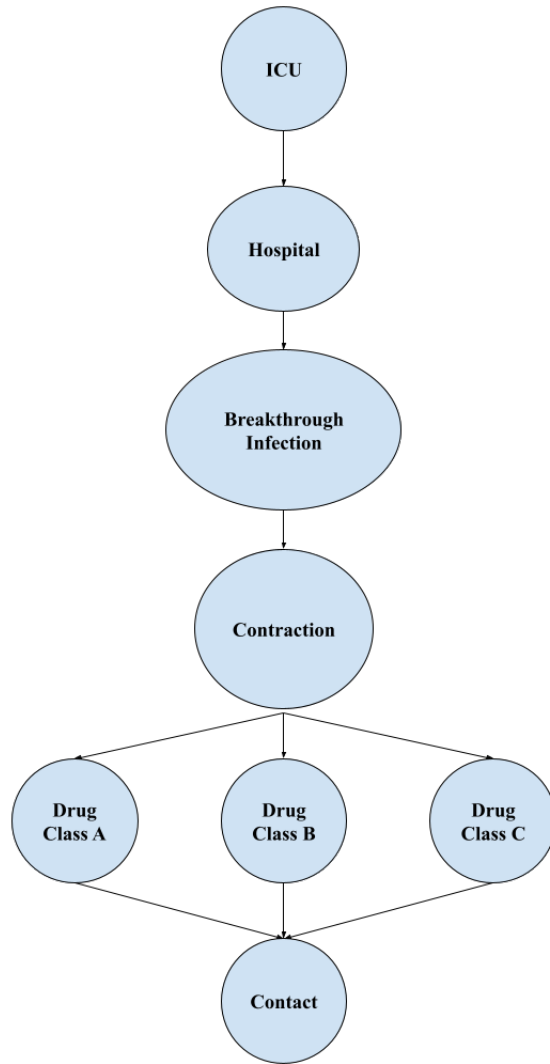 ICU
Hospital
Breakthrough
Infection
Contraction
Drug
Class A
Drug
Class B
Drug
Class C
Contact